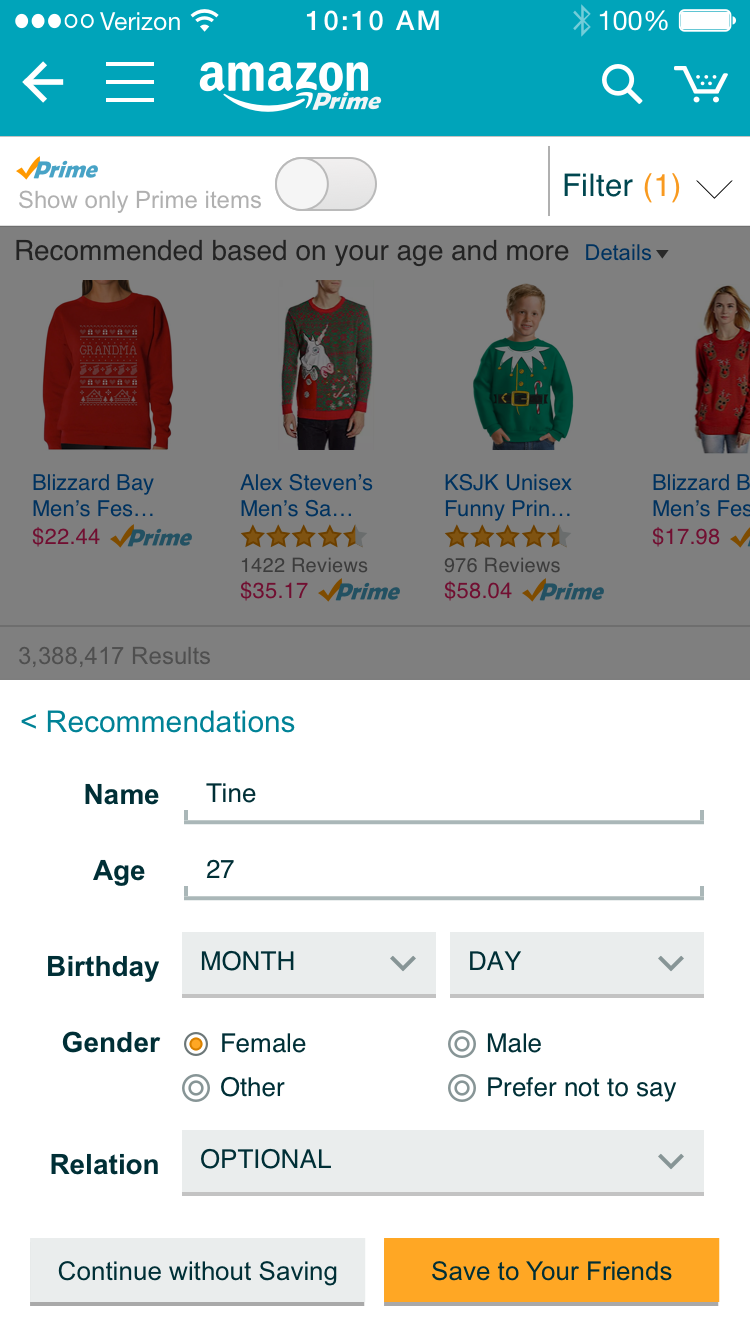 Verizon 10:10 AM 100%
amazon
Prime
Prime
Show only Prime items
Filter (1)
Recommended based on your age and more Details
GRANDMA
Blizzard Bay
Men's Fes...
$22.44 Prime
Alex Steven's
Men's Sa...
1422 Reviews
$35.17 Prime
KSJK Unisex
Funny Prin...
976 Reviews
$58.04 Prime
Blizzard B
Men's Fes
$17.98
3,388,417 Results
< Recommendations
Name Tine
Age 27
Birthday MONTH DAY
Gender Female Male
Other Prefer not to say
Relation OPTIONAL
Continue without Saving Save to Your Friends